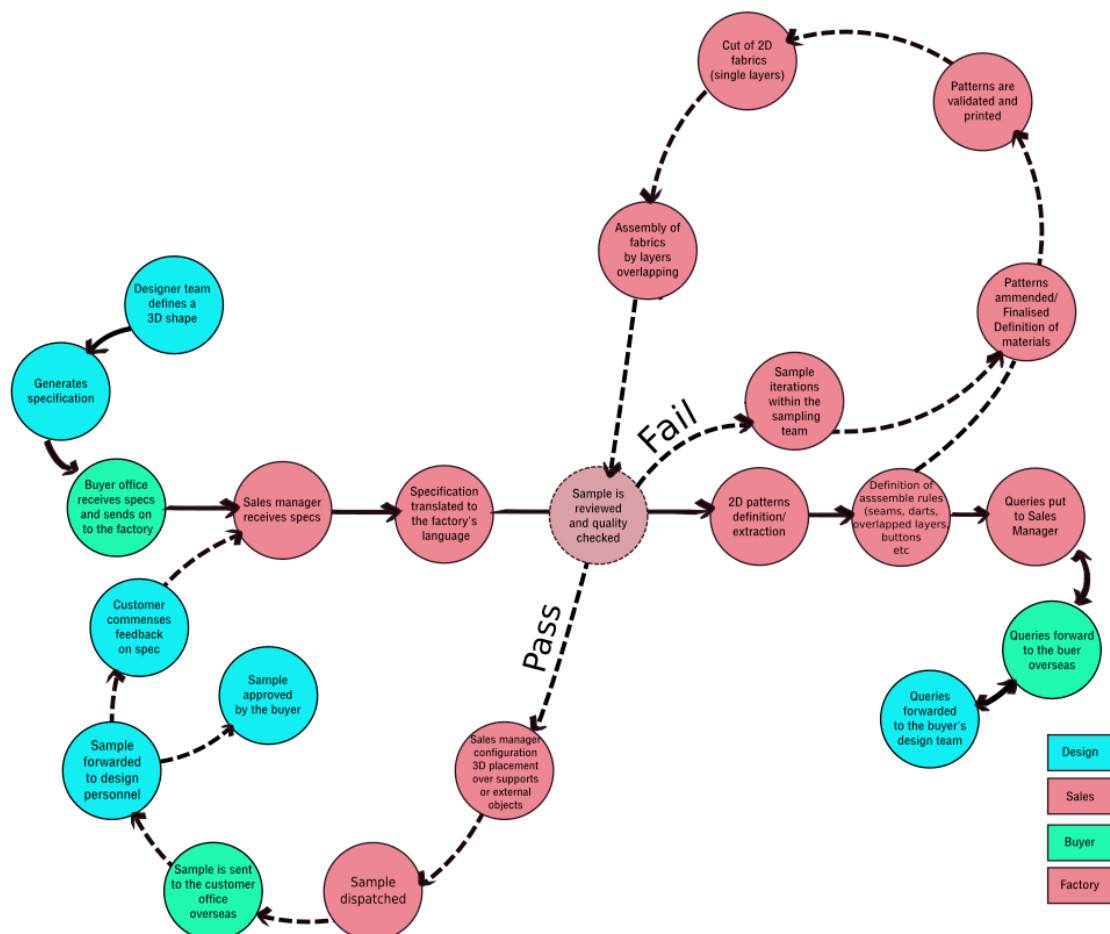 Cut of 2D
fabrics
(single layers)
Patterns are
validated and
printed
Assembly of
fabrics
by layers
overlapping
Designer team
defines a
3D shape
Patterns
ammended/
Finalised
Definition of
materials
Generates
specification
Sample
iterations
within the
sampling
team
Fail
Buyer office
receives specs
and sends on
to the factory
Sales manager
receives specs
Specification
translated to
the factory's
language
Sample is
reviewed
and quality
checked
2D patterns
definition/
extraction
Definition of
asssemble rules
(seams, darts,
overlapped layers,
buttons
etc
Queries put
to Sales
Manager
Customer
commenses
feedback
on spec
Pass
Queries forward
to the buer
overseas
Sample
approved
by the buyer
Queries
forwarded
to the buyer's
design team
Sample
forwarded
to design
personnel
Sales manager
configuration
3D placement
over supports
or external
objects
Sample is sent
to the customer
office
overseas
Sample
dispatched
Design
Sales
Buyer
Factory